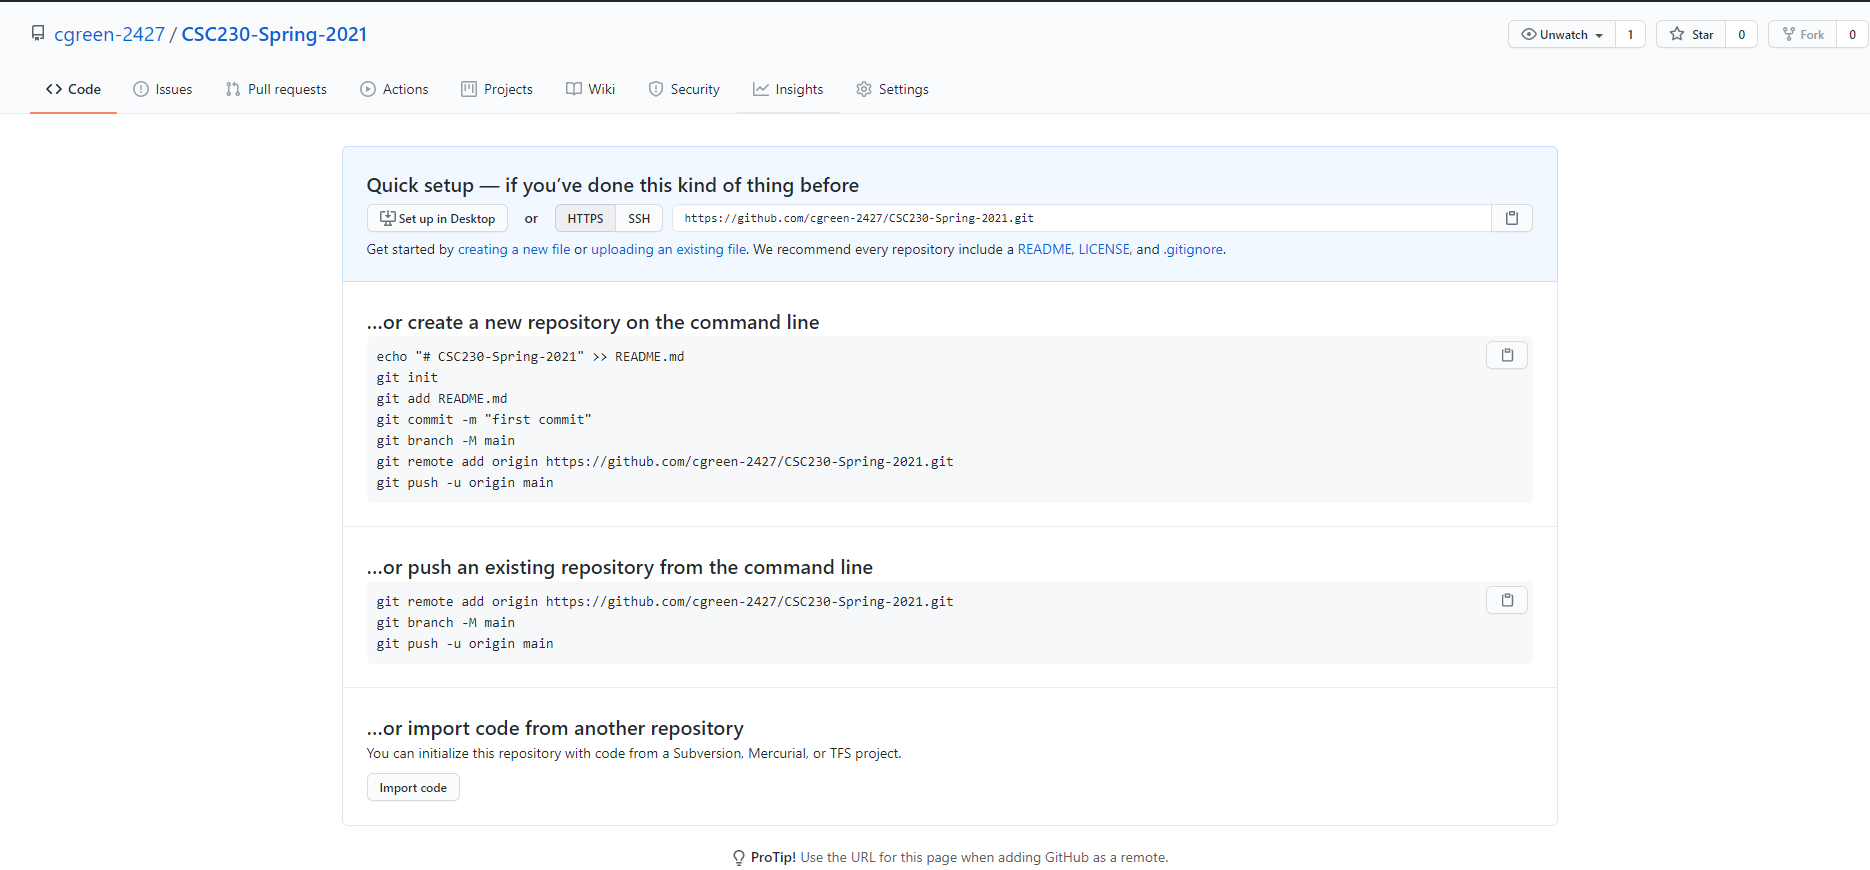 cgreen-2427 / CSC230-Spring-2021
Unwatch 1 Star 0 Fork 0
Code Issues Pull requests Actions Projects Wiki Security Insights Settings
Quick setup — if you’ve done this kind of thing before
Set up in Desktop or HTTPS SSH https://github.com/cgreen-2427/CSC230-Spring-2021.git
Get started by creating a new file or uploading an existing file. We recommend every repository include a README, LICENSE, and .gitignore.
…or create a new repository on the command line
echo "# CSC230-Spring-2021" >> README.md
git init
git add README.md
git commit -m "first commit"
git branch -M main
git remote add origin https://github.com/cgreen-2427/CSC230-Spring-2021.git
git push -u origin main
…or push an existing repository from the command line
git remote add origin https://github.com/cgreen-2427/CSC230-Spring-2021.git
git branch -M main
git push -u origin main
…or import code from another repository
You can initialize this repository with code from a Subversion, Mercurial, or TFS project.
Import code
ProTip! Use the URL for this page when adding GitHub as a remote.